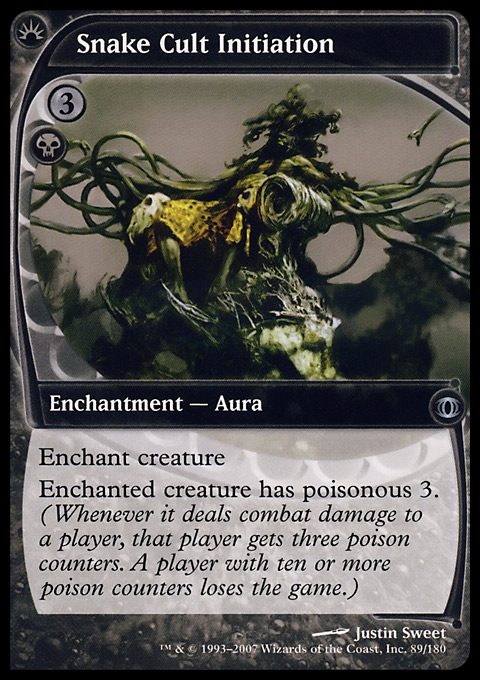 Snake Cult Initiation
3
Enchantment — Aura
Enchant creature
Enchanted creature has poisonous 3.
(Whenever it deals combat damage to
a player, that player gets three poison
counters. A player with ten or more
poison counters loses the game.)
Justin Sweet
™ & © 1993–2007 Wizards of the Coast, Inc. 89/180